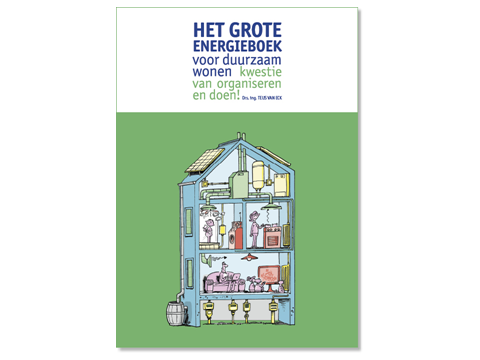 HET GROTE
ENERGIEBOEK
voor duurzaam
wonen kwestie
van organiseren
en doen! Drs. Ing. TEUS VAN ECK